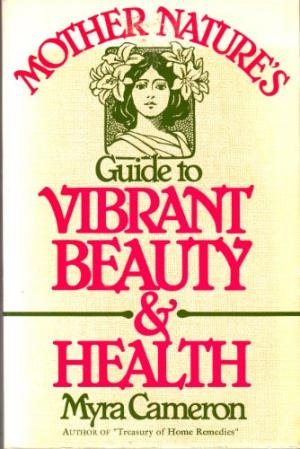 MOTHER NATURE'S
Guide to
VIBRANT
BEAUTY
&
HEALTH
Myra Cameron
AUTHOR OF "Treasury of Home Remedies"